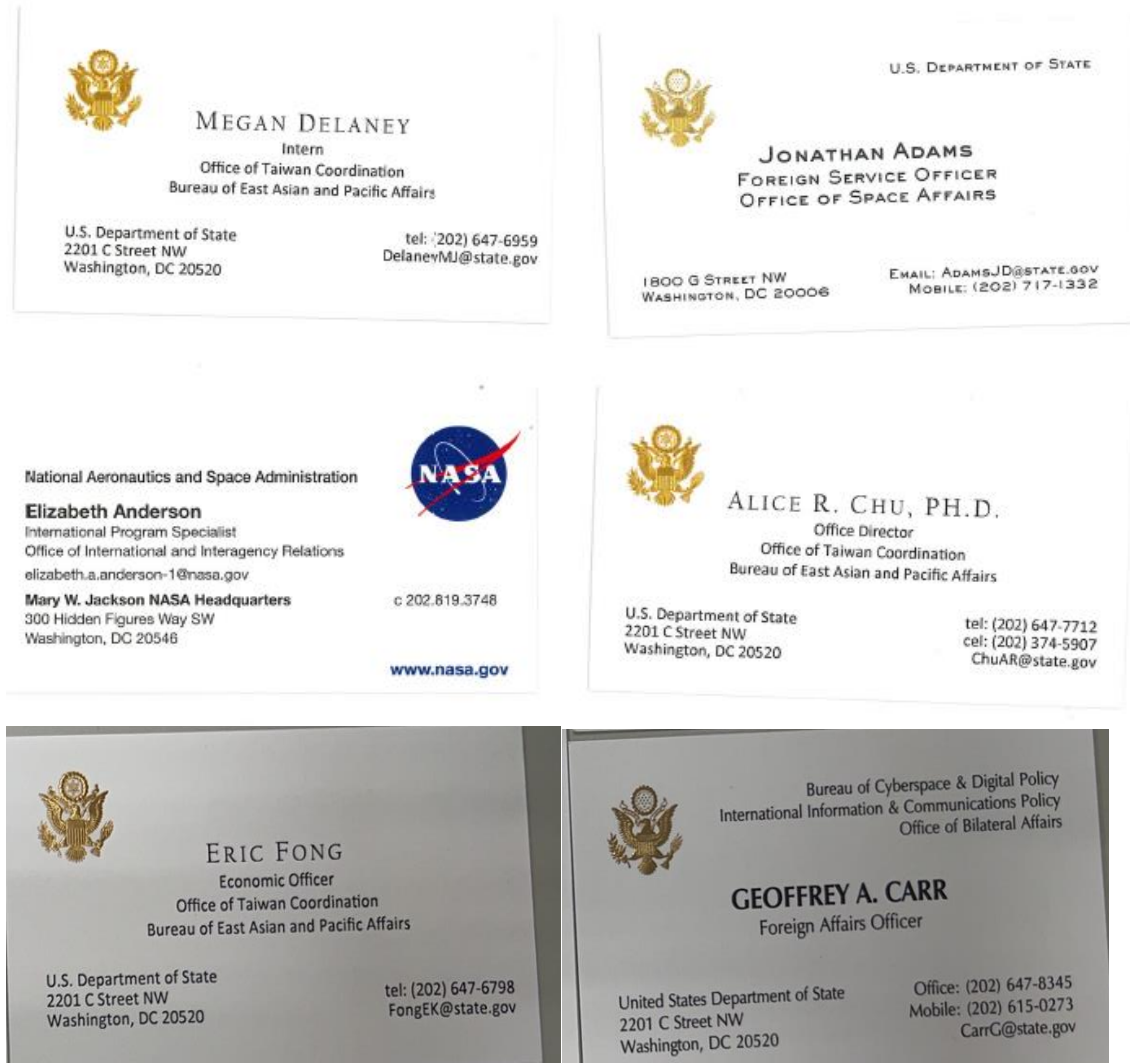 MEGAN DELANEY
Intern
Office of Taiwan Coordination
Bureau of East Asian and Pacific Affairs
U.S. Department of State
2201 C Street NW
Washington, DC 20520
tel: (202) 647-6959
DelaneyMJ@state.gov
U.S. DEPARTMENT OF STATE
JONATHAN ADAMS
FOREIGN SERVICE OFFICER
OFFICE OF SPACE AFFAIRS
1800 G STREET NW
WASHINGTON, DC 20006
EMAIL: ADAMSJD@STATE.GOV
MOBILE: (202) 717-1332
National Aeronautics and Space Administration
NASA
Elizabeth Anderson
International Program Specialist
Office of International and Interagency Relations
elizabeth.a.anderson-1@nasa.gov
Mary W. Jackson NASA Headquarters
300 Hidden Figures Way SW
Washington, DC 20546
c 202.819.3748
www.nasa.gov
ALICE R. CHU, PH.D.
Office Director
Office of Taiwan Coordination
Bureau of East Asian and Pacific Affairs
U.S. Department of State
2201 C Street NW
Washington, DC 20520
tel: (202) 647-7712
cel: (202) 374-5907
ChuAR@state.gov
ERIC FONG
Economic Officer
Office of Taiwan Coordination
Bureau of East Asian and Pacific Affairs
U.S. Department of State
2201 C Street NW
Washington, DC 20520
tel: (202) 647-6798
FongEK@state.gov
Bureau of Cyberspace & Digital Policy
International Information & Communications Policy
Office of Bilateral Affairs
GEOFFREY A. CARR
Foreign Affairs Officer
United States Department of State
2201 C Street NW
Washington, DC 20520
Office: (202) 647-8345
Mobile: (202) 615-0273
CarrG@state.gov